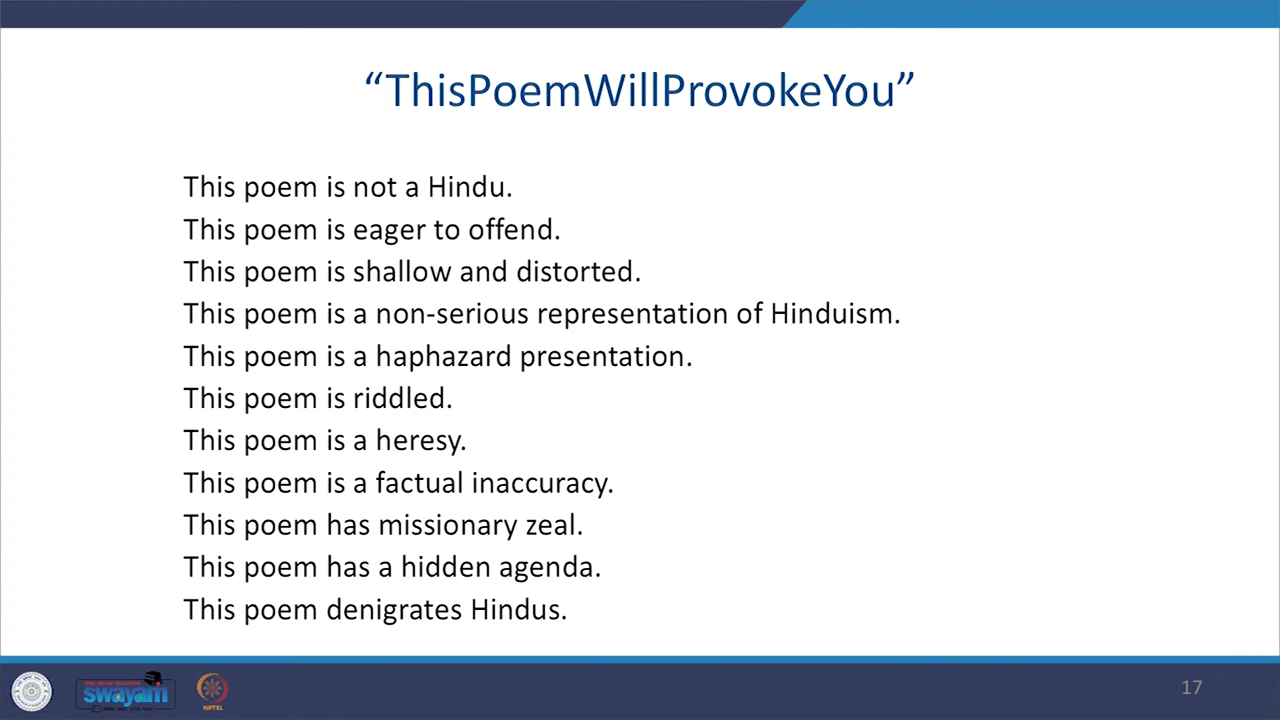 “ThisPoemWillProvokeYou”
This poem is not a Hindu.
This poem is eager to offend.
This poem is shallow and distorted.
This poem is a non-serious representation of Hinduism.
This poem is a haphazard presentation.
This poem is riddled.
This poem is a heresy.
This poem is a factual inaccuracy.
This poem has missionary zeal.
This poem has a hidden agenda.
This poem denigrates Hindus.
swayam
NPTEL
17